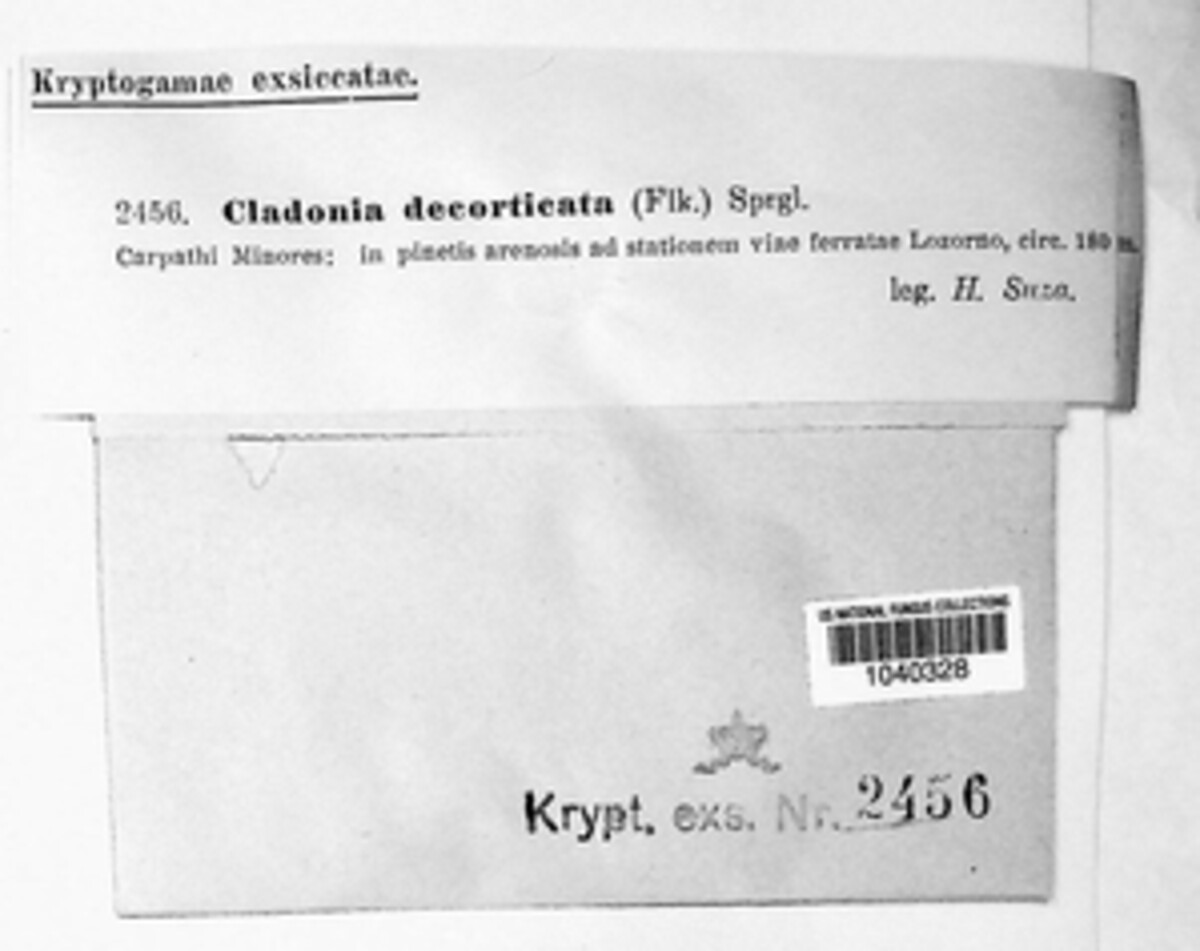 Kryptogamae exsiccatae.
2456. Cladonia decorticata (Flk.) Sprgl.
Carpathi Minores: in pinetis arenosis ad stationem viae ferratae Lozorno, circ. 180 m.
leg. H. Suza.
US NATIONAL FUNGUS COLLECTIONS
1040328
Krypt. exs. Nr. 2456